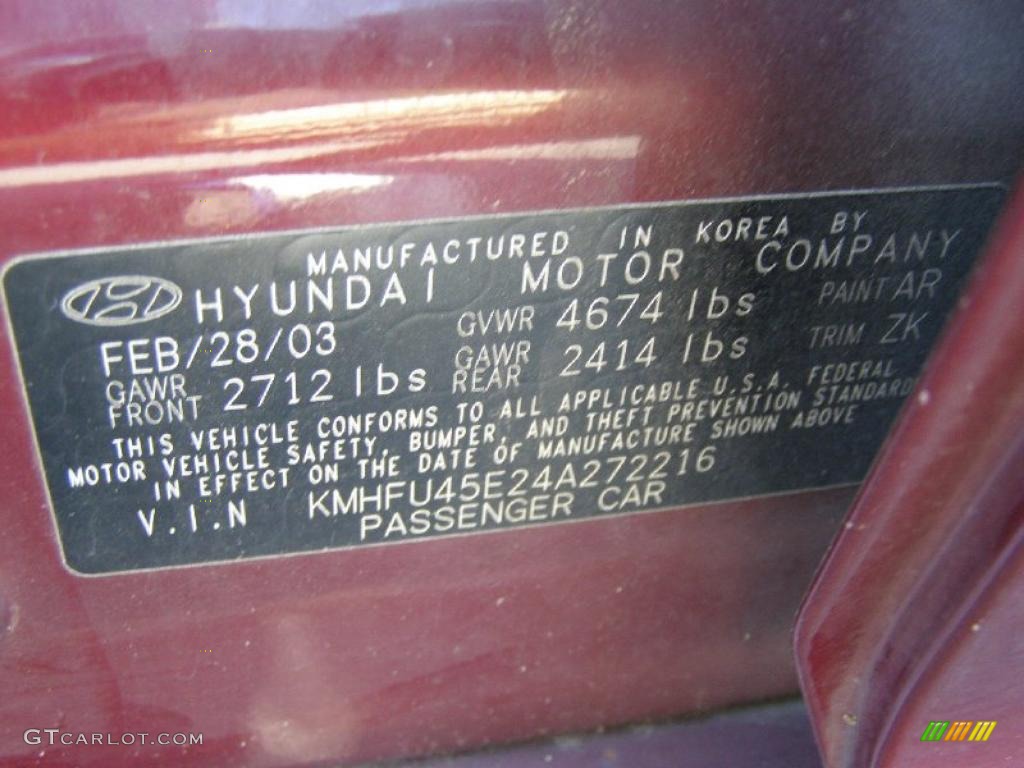 MANUFACTURED IN KOREA BY
HYUNDAI MOTOR COMPANY
FEB/28/03 GVWR 4674 lbs PAINT AR
GAWR FRONT 2712 lbs GAWR REAR 2414 lbs TRIM ZK
THIS VEHICLE CONFORMS TO ALL APPLICABLE U.S.A. FEDERAL
MOTOR VEHICLE SAFETY, BUMPER, AND THEFT PREVENTION STANDARD
IN EFFECT ON THE DATE OF MANUFACTURE SHOWN ABOVE
V.I.N KMHFU45E24A272216
PASSENGER CAR
GTCARLOT.COM